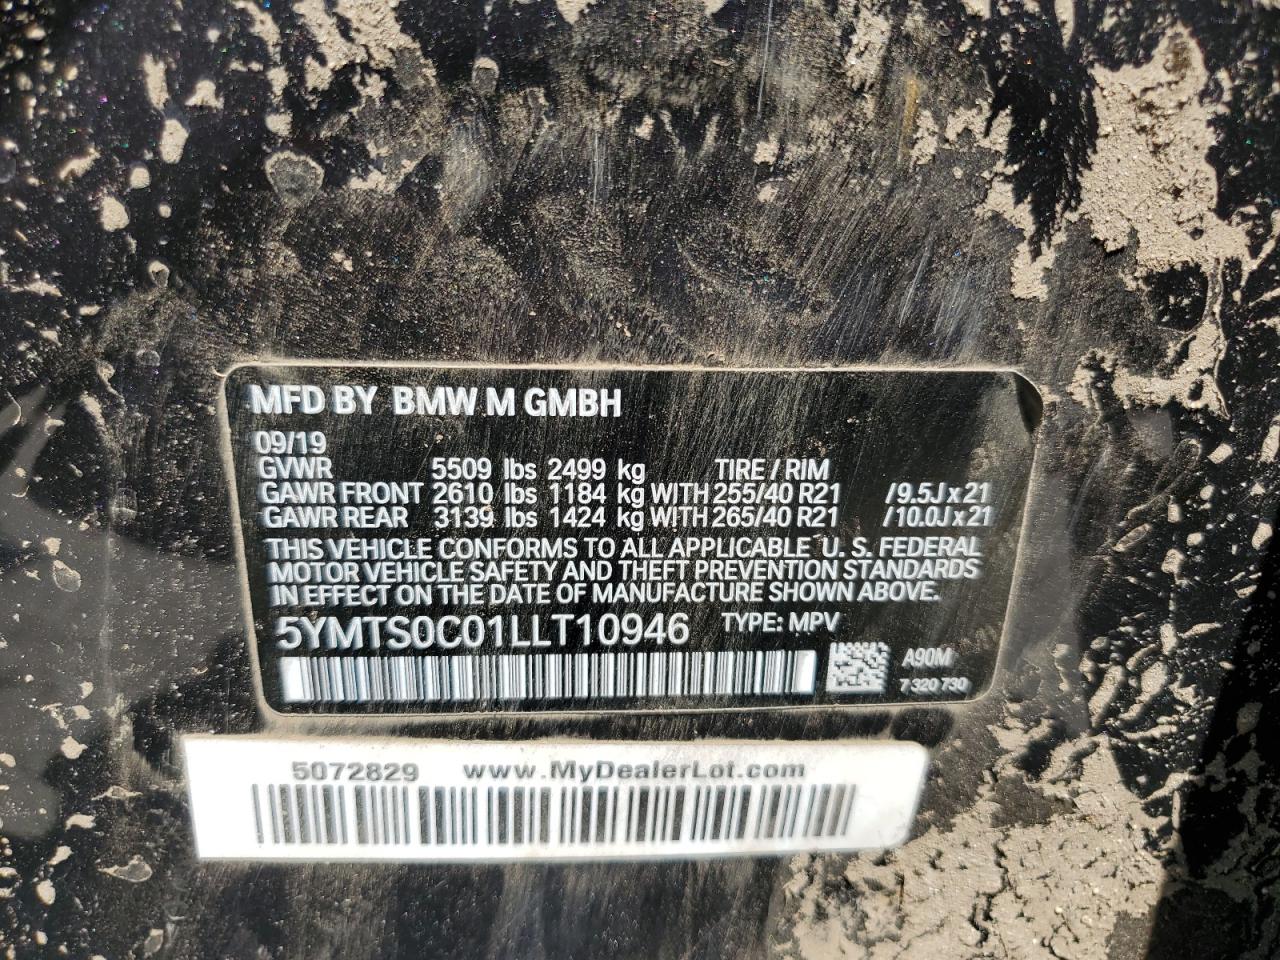 MFD BY BMW M GMBH
09/19
GVWR 5509 lbs 2499 kg TIRE / RIM
GAWR FRONT 2610 lbs 1184 kg WITH 255/40 R21 /9.5J x 21
GAWR REAR 3139 lbs 1424 kg WITH 265/40 R21 /10.0J x 21
THIS VEHICLE CONFORMS TO ALL APPLICABLE U. S. FEDERAL
MOTOR VEHICLE SAFETY AND THEFT PREVENTION STANDARDS
IN EFFECT ON THE DATE OF MANUFACTURE SHOWN ABOVE.
5YMTS0C01LLT10946 TYPE: MPV
A90M
7 320 730
5072829 www.MyDealerLot.com